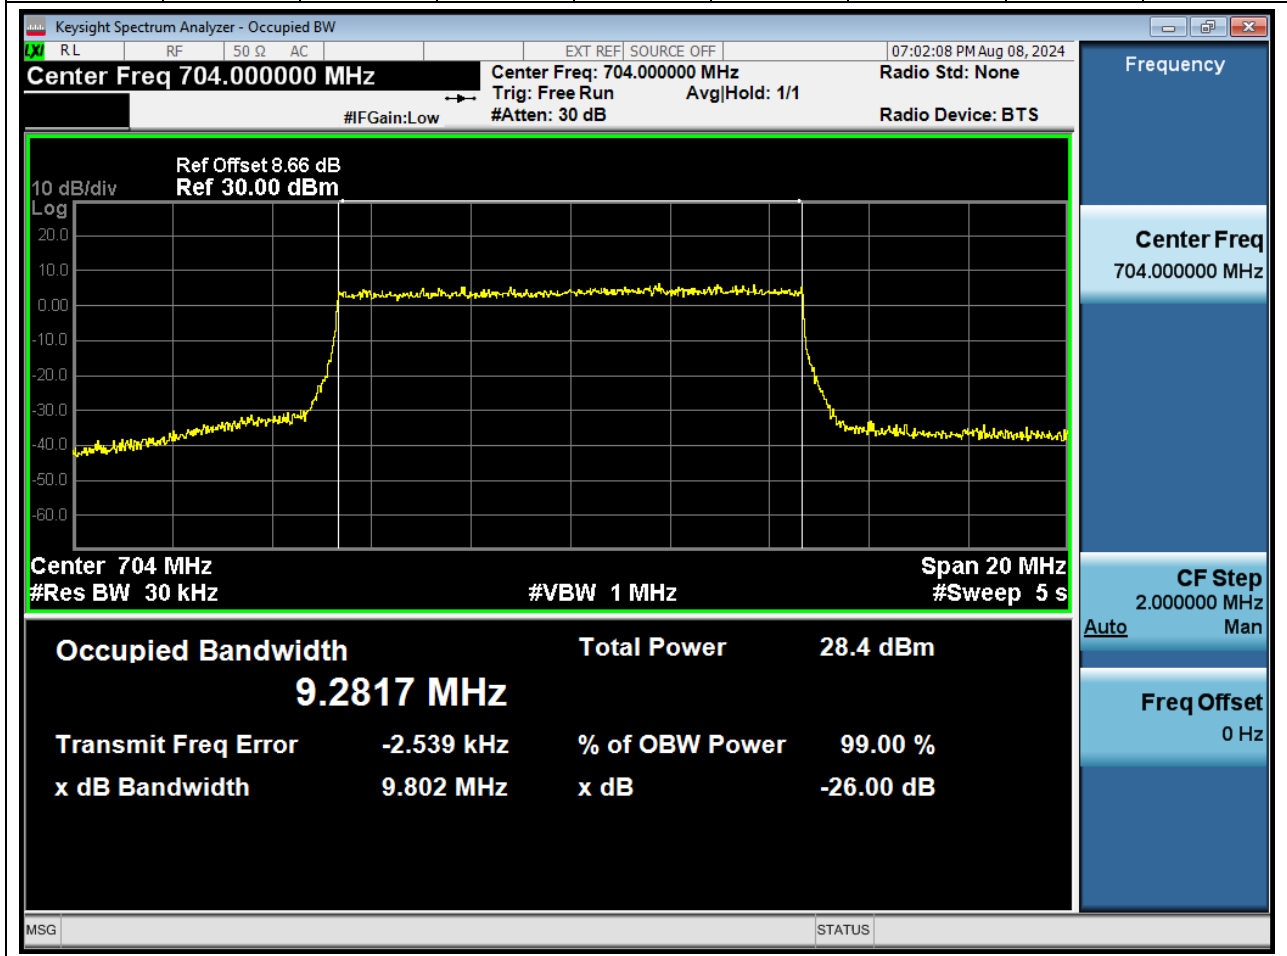 Keysight Spectrum Analyzer - Occupied BW
LXI RL RF 50 Ω AC EXT REF SOURCE OFF 07:02:08 PM Aug 08, 2024
Center Freq 704.000000 MHz
Center Freq: 704.000000 MHz
Radio Std: None
Trig: Free Run Avg|Hold: 1/1
#IFGain:Low
#Atten: 30 dB
Radio Device: BTS
Ref Offset 8.66 dB
10 dB/div Ref 30.00 dBm
Log
20.0
10.0
0.00
-10.0
-20.0
-30.0
-40.0
-50.0
-60.0
Center 704 MHz Span 20 MHz
#Res BW 30 kHz #VBW 1 MHz #Sweep 5 s
Occupied Bandwidth Total Power 28.4 dBm
9.2817 MHz
Transmit Freq Error -2.539 kHz % of OBW Power 99.00 %
x dB Bandwidth 9.802 MHz x dB -26.00 dB
Frequency
Center Freq
704.000000 MHz
CF Step
2.000000 MHz
Auto Man
Freq Offset
0 Hz
MSG STATUS